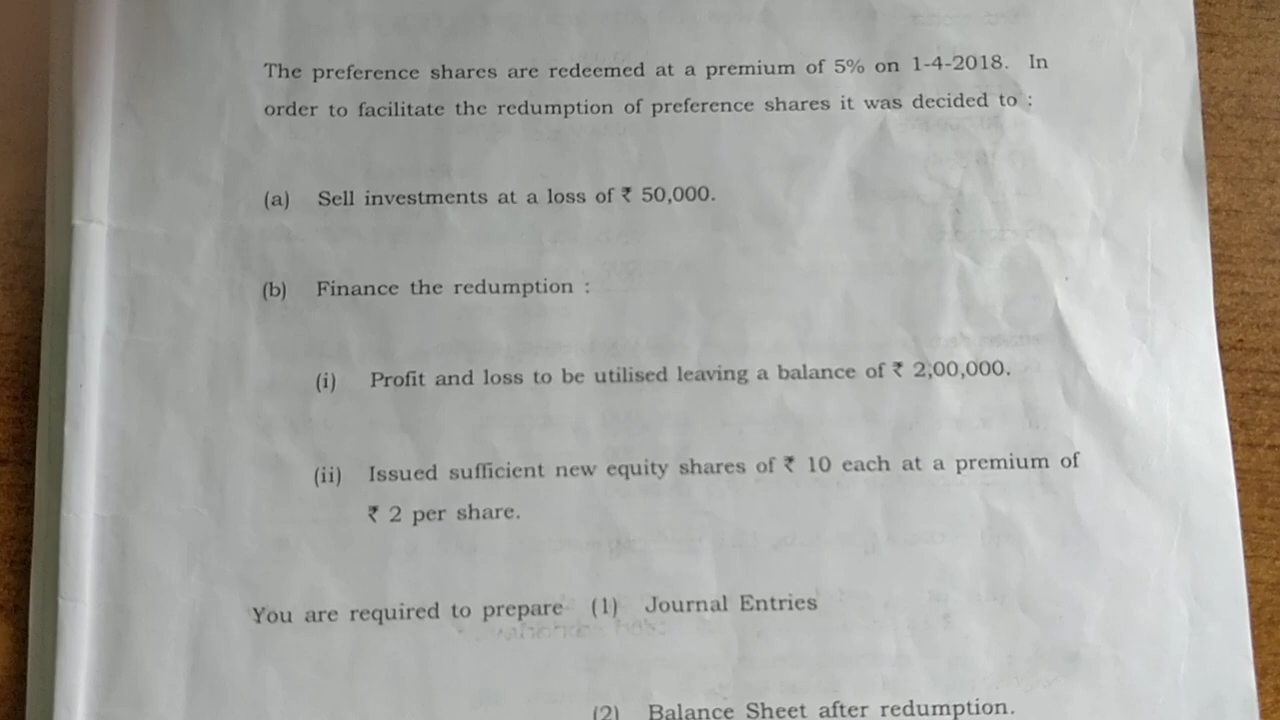 The preference shares are redeemed at a premium of 5% on 1-4-2018. In
order to facilitate the redumption of preference shares it was decided to :
(a) Sell investments at a loss of ₹ 50,000.
(b) Finance the redumption :
(i) Profit and loss to be utilised leaving a balance of ₹ 2,00,000.
(ii) Issued sufficient new equity shares of ₹ 10 each at a premium of
₹ 2 per share.
You are required to prepare (1) Journal Entries
(2) Balance Sheet after redumption.